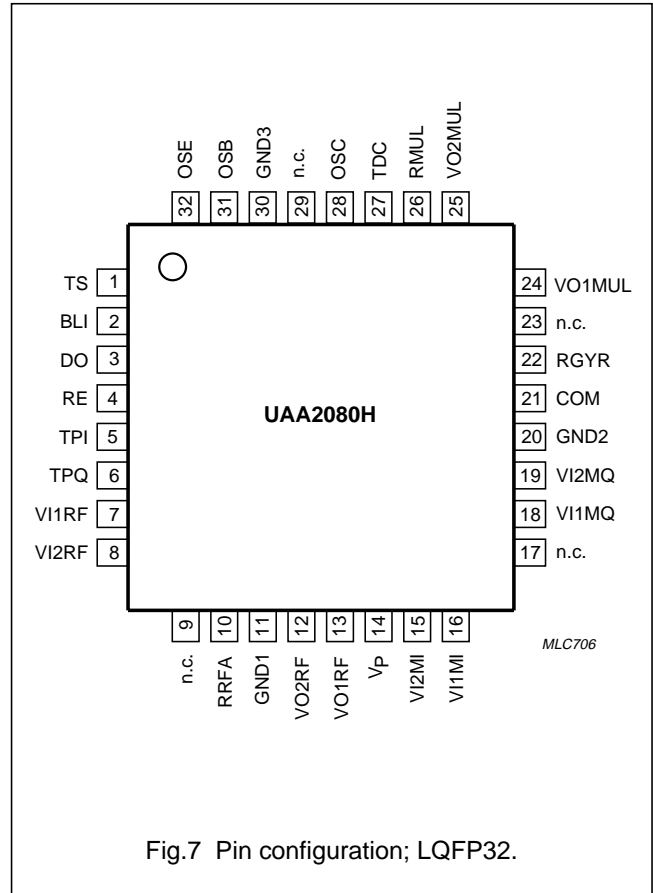 OSE
OSB
GND3
n.c.
OSC
TDC
RMUL
VO2MUL
32
31
30
29
28
27
26
25
TS 1
BLI 2
DO 3
RE 4
TPI 5
TPQ 6
VI1RF 7
VI2RF 8
UAA2080H
24 VO1MUL
23 n.c.
22 RGYR
21 COM
20 GND2
19 VI2MQ
18 VI1MQ
17 n.c.
9
10
11
12
13
14
15
16
n.c.
RRFA
GND1
VO2RF
VO1RF
VP
VI2MI
VI1MI
MLC706
Fig.7 Pin configuration; LQFP32.